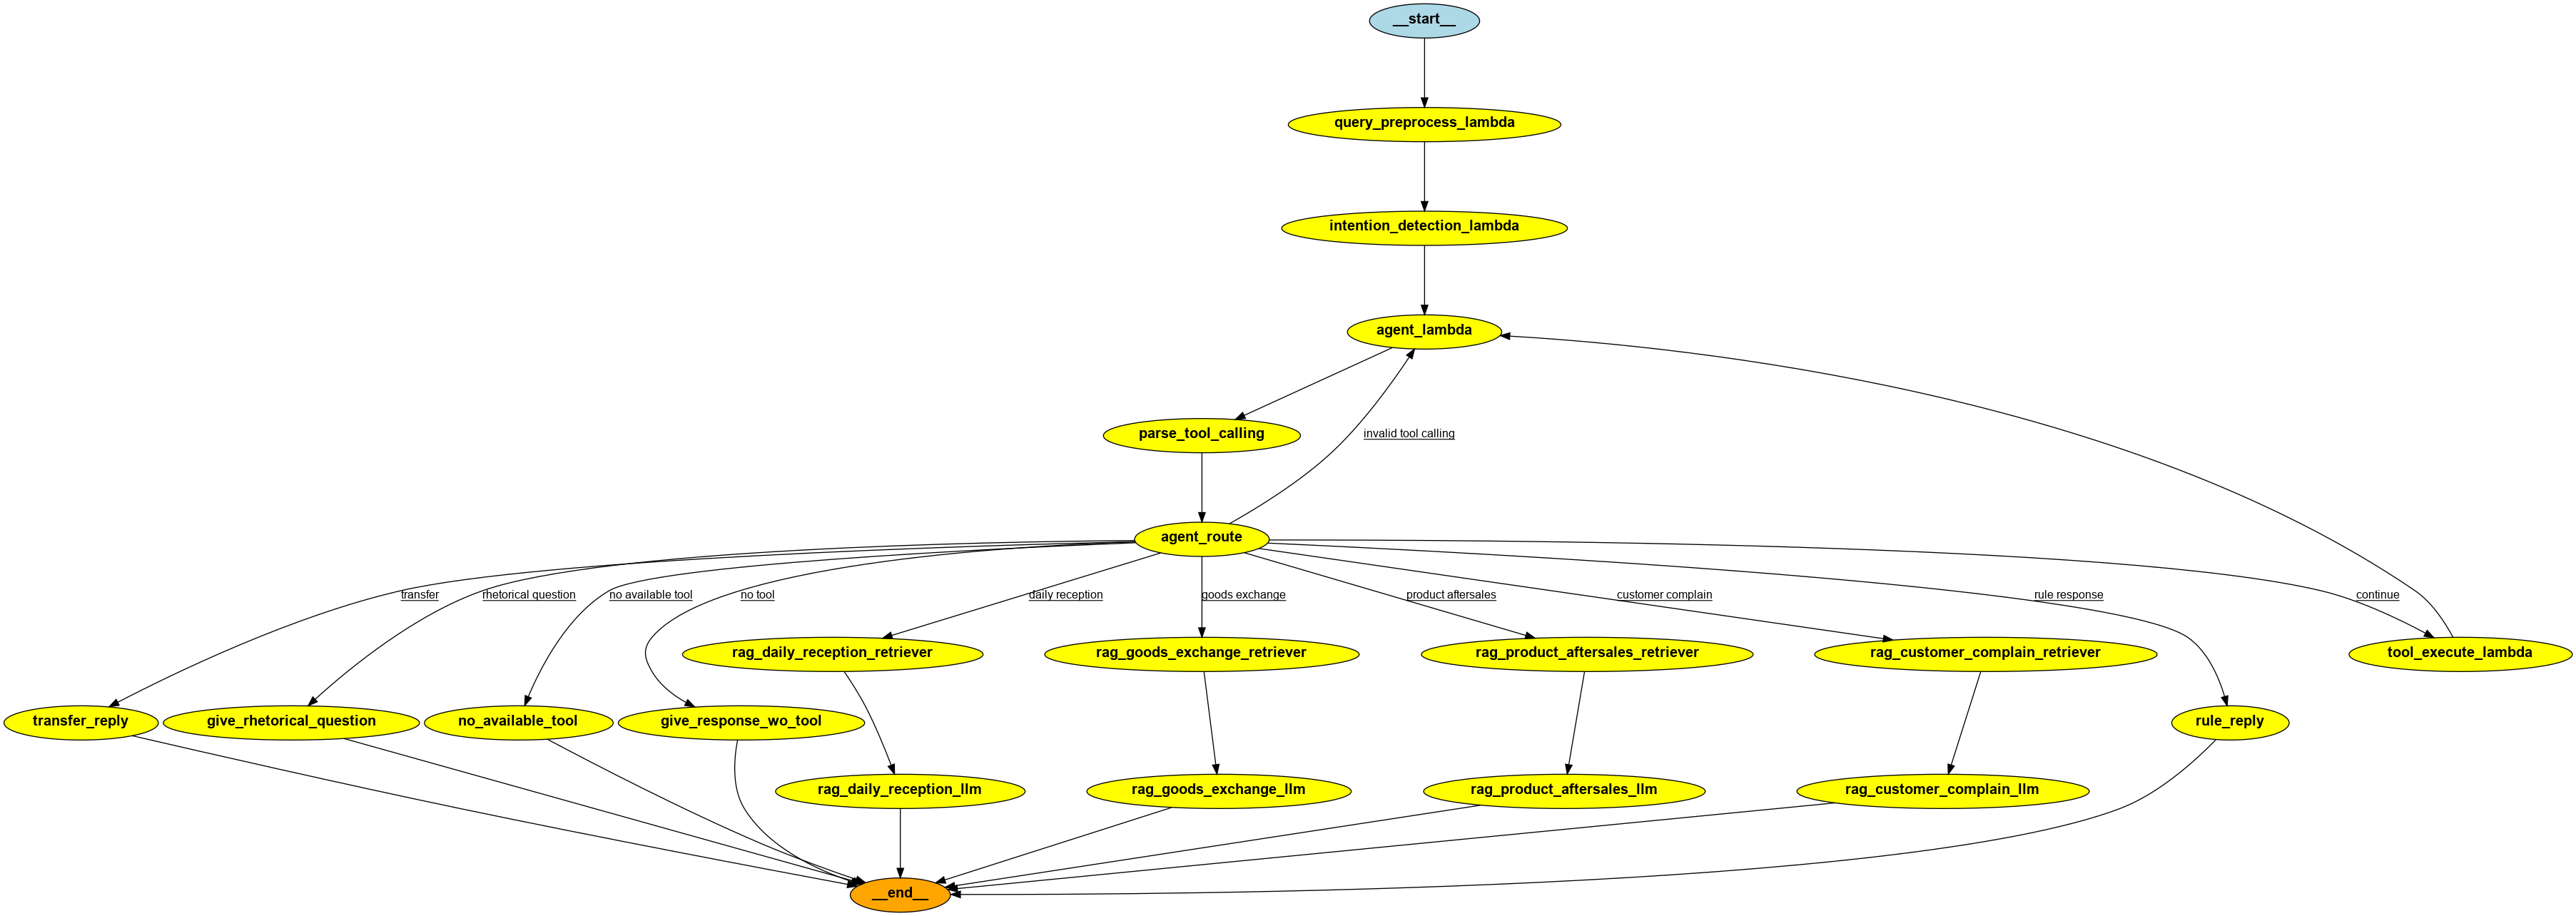 __start__
query_preprocess_lambda
intention_detection_lambda
agent_lambda
parse_tool_calling
invalid tool calling
agent_route
transfer
rhetorical question
no available tool
no tool
daily reception
goods exchange
product aftersales
customer complain
rule response
continue
rag_daily_reception_retriever
rag_goods_exchange_retriever
rag_product_aftersales_retriever
rag_customer_complain_retriever
tool_execute_lambda
transfer_reply
give_rhetorical_question
no_available_tool
give_response_wo_tool
rule_reply
rag_daily_reception_llm
rag_goods_exchange_llm
rag_product_aftersales_llm
rag_customer_complain_llm
__end__